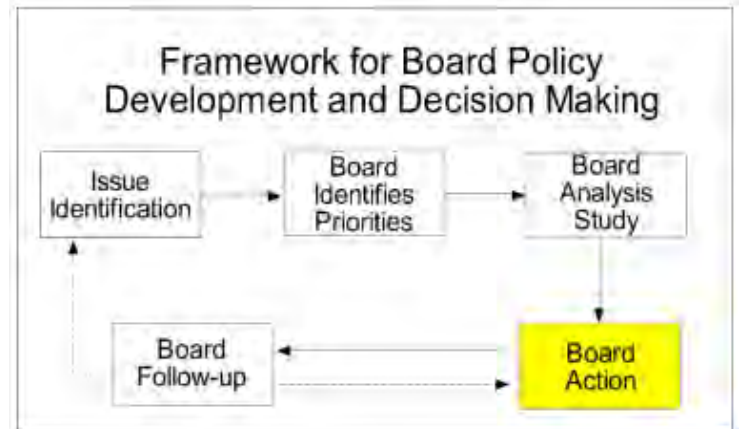 Framework for Board Policy
Development and Decision Making
Issue
Identification
Board
Identifies
Priorities
Board
Analysis
Study
Board
Follow-up
Board
Action